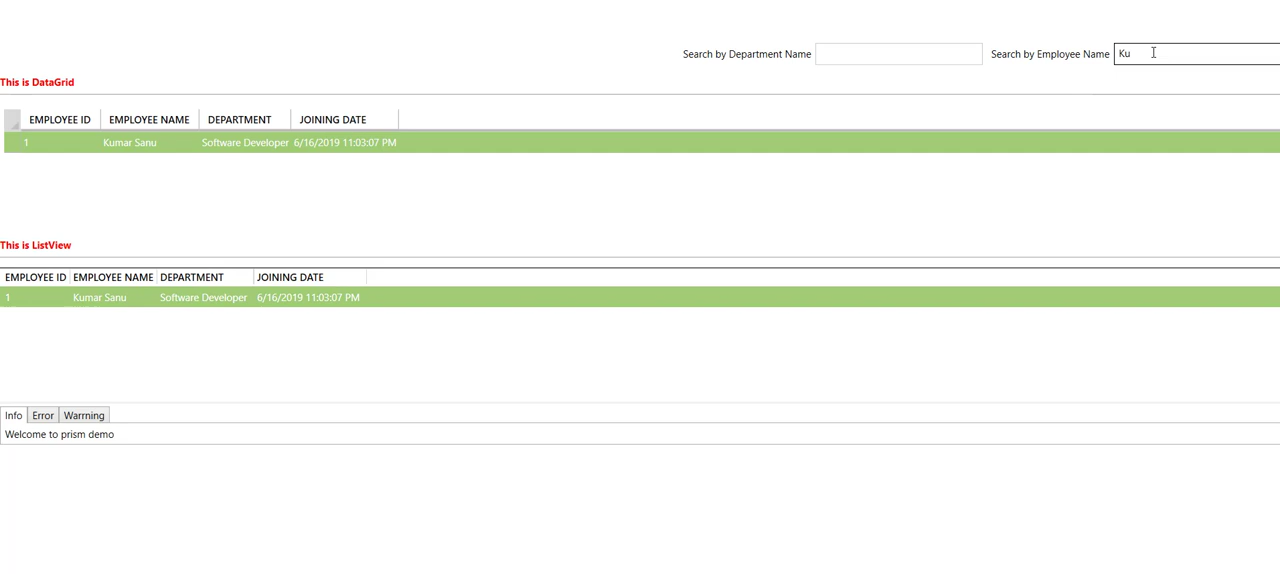 Search by Department Name Search by Employee Name Ku
This is DataGrid
EMPLOYEE ID EMPLOYEE NAME DEPARTMENT JOINING DATE
1 Kumar Sanu Software Developer 6/16/2019 11:03:07 PM
This is ListView
EMPLOYEE ID EMPLOYEE NAME DEPARTMENT JOINING DATE
1 Kumar Sanu Software Developer 6/16/2019 11:03:07 PM
Info Error Warrning
Welcome to prism demo